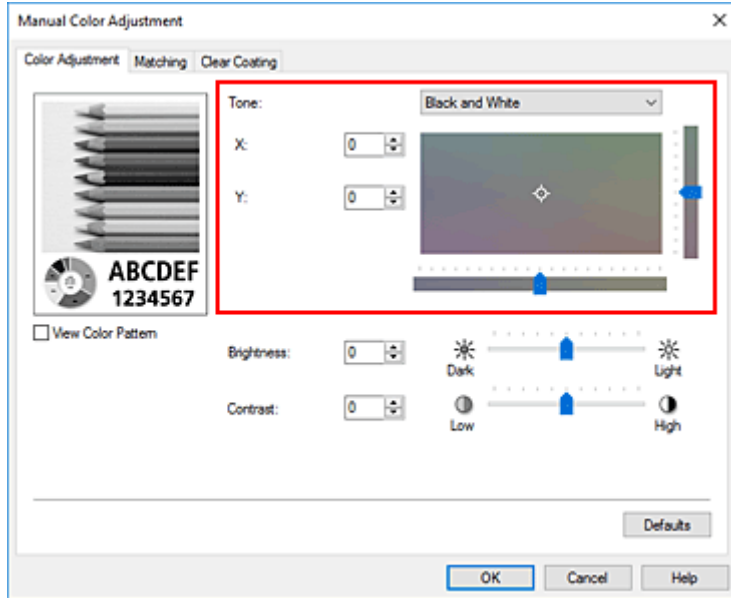 Manual Color Adjustment
Color Adjustment Matching Clear Coating
Tone: Black and White
X: 0
Y: 0
ABCDEF
1234567
View Color Pattern
Brightness: 0
Dark Light
Contrast: 0
Low High
Defaults
OK Cancel Help